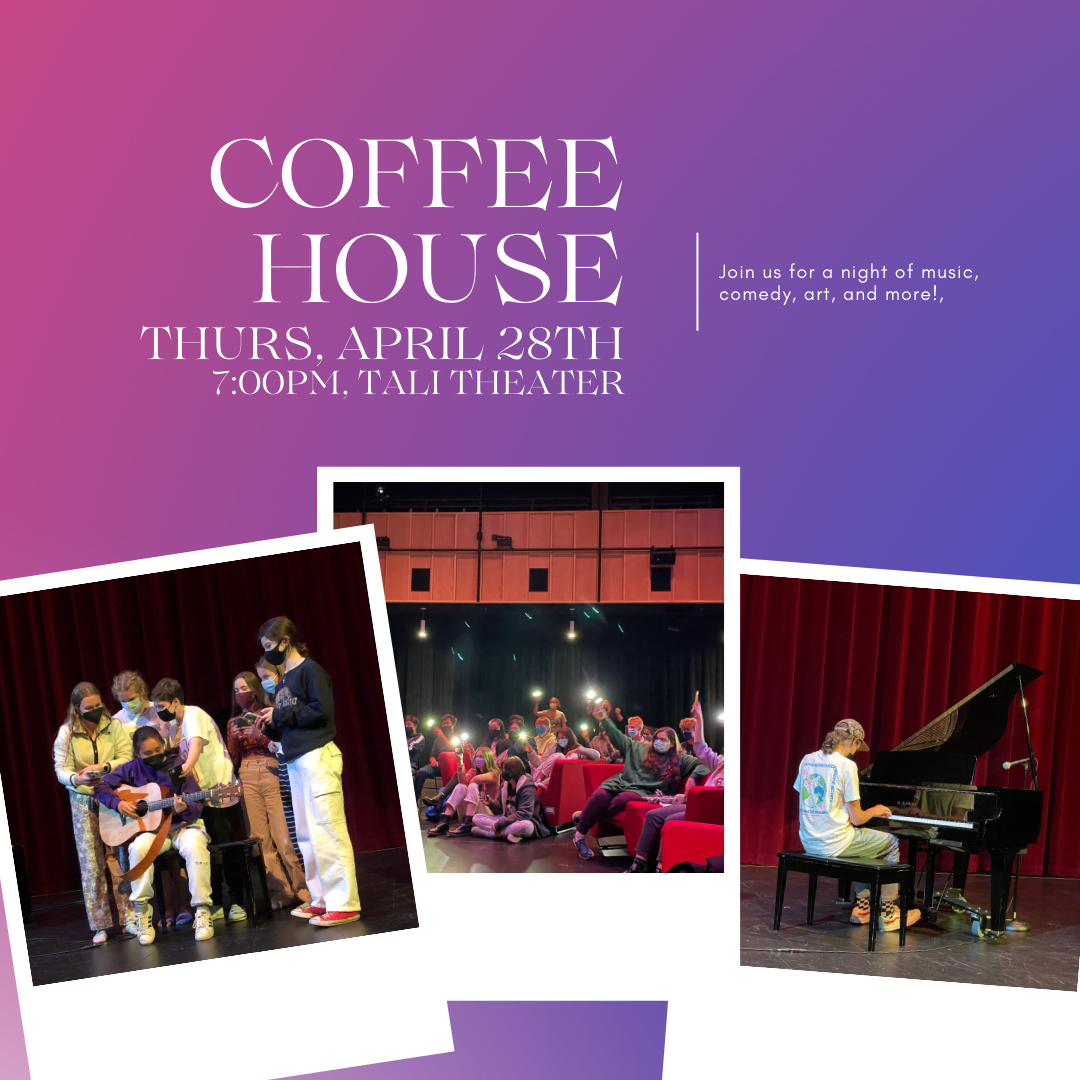 COFFEE
HOUSE
THURS, APRIL 28TH
7:00PM, TALI THEATER
Join us for a night of music,
comedy, art, and more!,